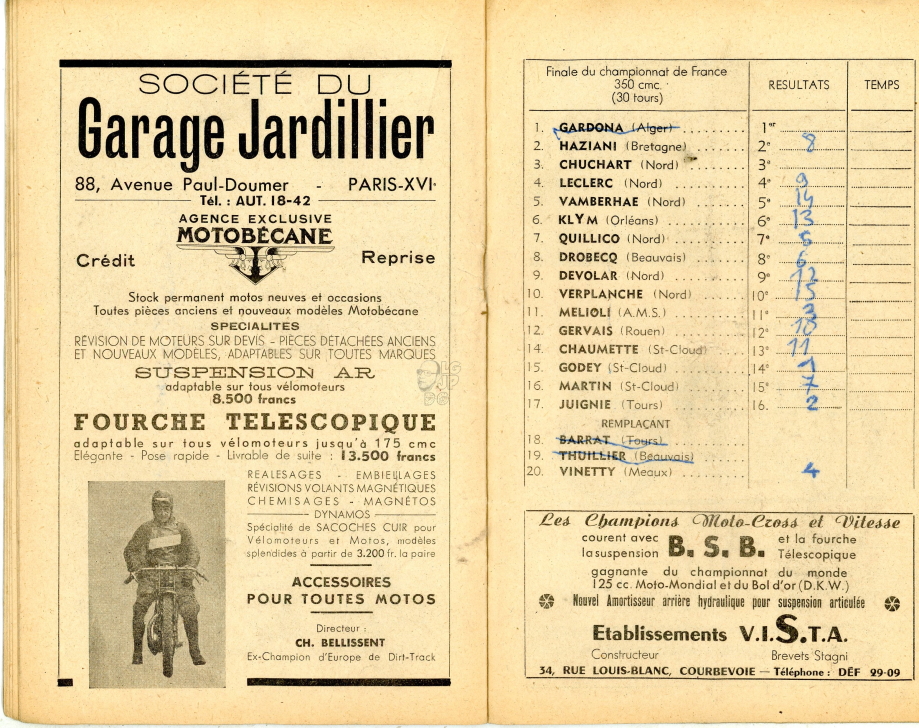 SOCIÉTÉ DU
Garage Jardillier
88, Avenue Paul-Doumer - PARIS-XVIe
Tél. : AUT. 18-42
AGENCE EXCLUSIVE
MOTOBÉCANE
Crédit Reprise
Stock permanent motos neuves et occasions
Toutes pièces anciens et nouveaux modèles Motobécane
SPECIALITÉS
RÉVISION DE MOTEURS SUR DEVIS - PIÈCES DÉTACHÉES ANCIENS
ET NOUVEAUX MODÈLES, ADAPTABLES SUR TOUTES MARQUES
SUSPENSION AR
adaptable sur tous vélomoteurs
8.500 francs
FOURCHE TELESCOPIQUE
adaptable sur tous vélomoteurs jusqu'à 175 cmc
Elégante - Pose rapide - Livrable de suite : 13.500 francs
REALESAGES - EMBIELLAGES
RÉVISIONS VOLANTS MAGNÉTIQUES
CHEMISAGES - MAGNÉTOS
DYNAMOS
Spécialité de SACOCHES CUIR pour
Vélomoteurs et Motos, modèles
splendides à partir de 3.200 fr. la paire
ACCESSOIRES
POUR TOUTES MOTOS
Directeur :
CH. BELLISSENT
Ex-Champion d'Europe de Dirt-Track
Finale du championnat de France
350 cmc.
(30 tours)
RESULTATS
TEMPS
1. GARDONA (Alger) 1er
2. HAZIANI (Bretagne) 2e 8
3. CHUCHART (Nord) 3e
4. LECLERC (Nord) 4e 9
5. VAMBERHAE (Nord) 5e 14
6. KLYM (Orléans) 6e 13
7. QUILLICO (Nord) 7e 5
8. DROBECQ (Beauvais) 8e 6
9. DEVOLAR (Nord) 9e 12
10. VERPLANCHE (Nord) 10e 15
11. MELIOLI (A.M.S.) 11e 3
12. GERVAIS (Rouen) 12e 10
14. CHAUMETTE (St-Cloud) 13e 11
15. GODEY (St-Cloud) 14e 1
16. MARTIN (St-Cloud) 15e 7
17. JUIGNIE (Tours) 16. 2
REMPLAÇANT
18. BARRAT (Tours)
19. THUILLIER (Beauvais)
20. VINETTY (Meaux) 4
Les Champions Moto-Cross et Vitesse
courent avec la suspension B. S. B. et la fourche Télescopique
gagnante du championnat du monde
125 cc. Moto-Mondial et du Bol d'or (D.K.W.)
Nouvel Amortisseur arrière hydraulique pour suspension articulée
Etablissements V.I.S.T.A.
Constructeur Brevets Stagni
34, RUE LOUIS-BLANC, COURBEVOIE — Téléphone : DÉF 29-09